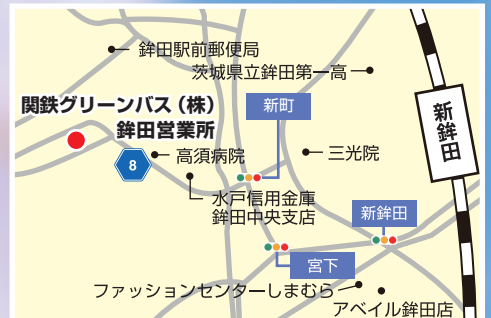 鉾田駅前郵便局
茨城県立鉾田第一高
関鉄グリーンバス（株）
鉾田営業所
新町
新鉾田
8
高須病院
三光院
水戸信用金庫
鉾田中央支店
新鉾田
宮下
ファッションセンターしまむら
アベイル鉾田店